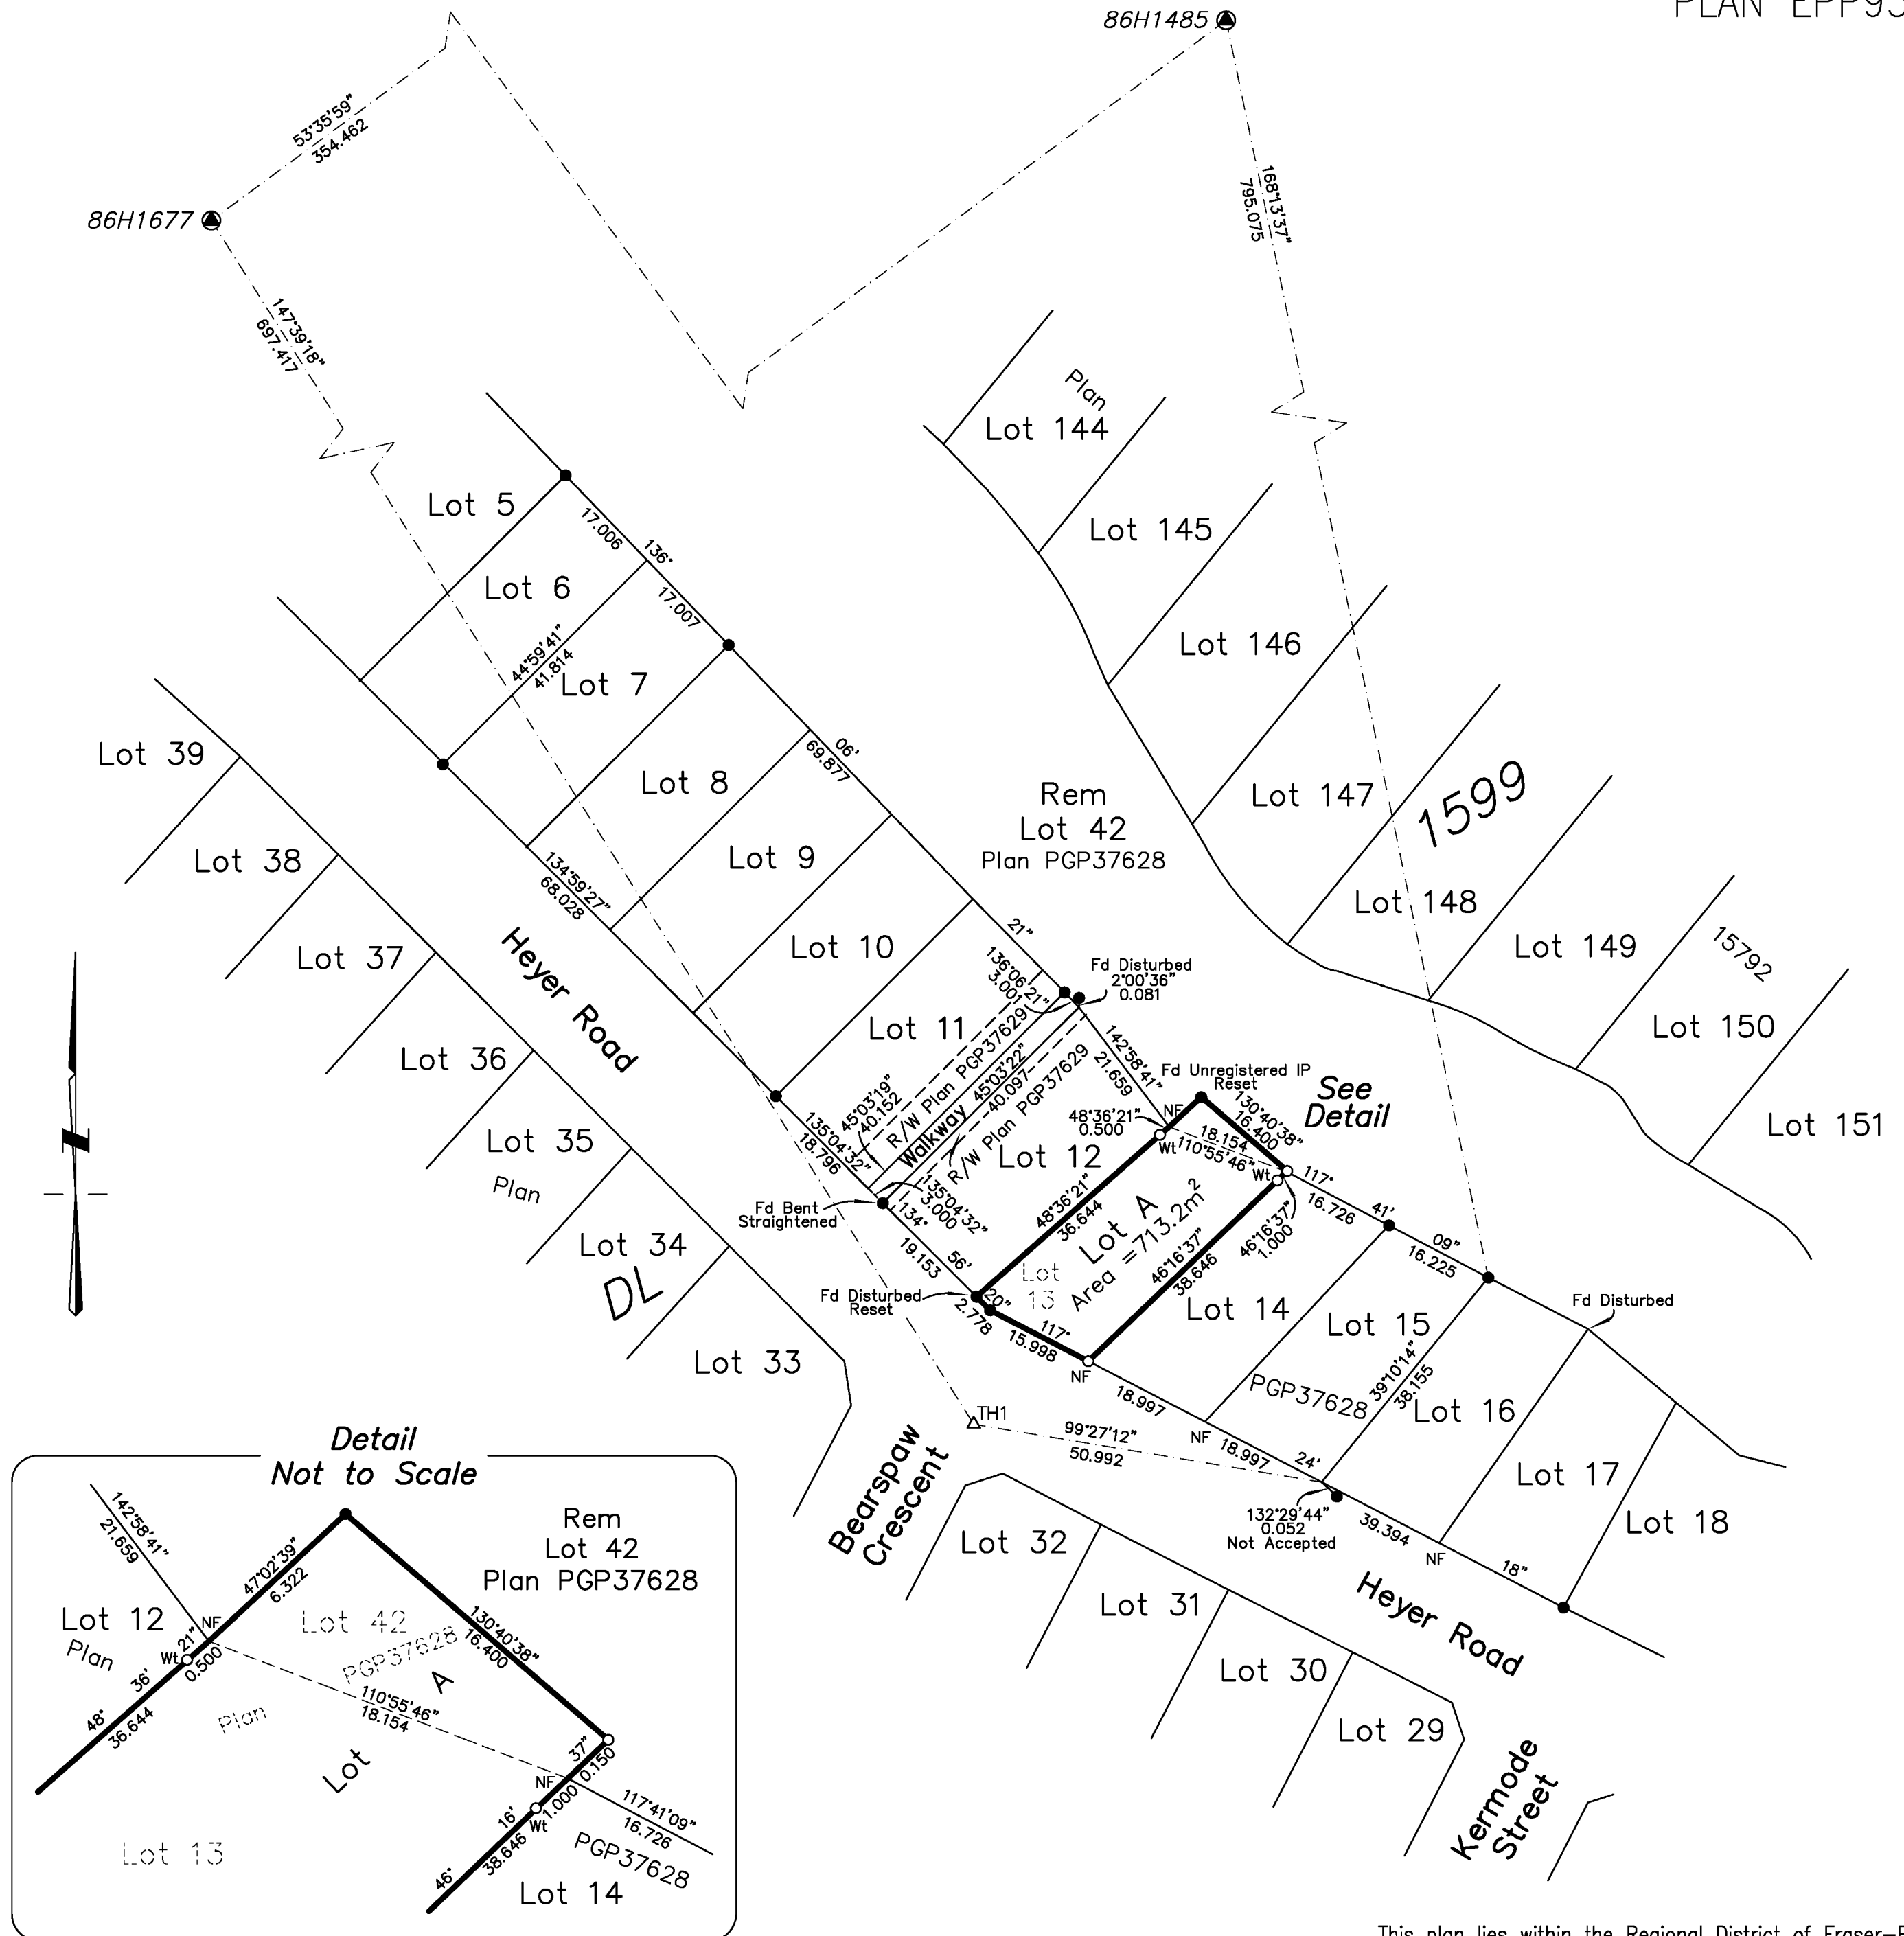 PLAN EPP93
86H1485
86H1677
53°35'59"
354.462
168°13'37"
795.075
147°39'18"
697.417
Plan
Lot 144
Lot 145
Lot 146
Lot 147
1599
Lot 148
Lot 149
15792
Lot 150
Lot 151
Lot 5
17.006
136°
Lot 6
17.007
44°59'41"
41.814
Lot 7
06'
69.877
Lot 8
Lot 9
Lot 10
21"
Lot 11
134°59'27"
68.028
Heyer Road
Rem
Lot 42
Plan PGP37628
Lot 39
Lot 38
Lot 37
Lot 36
Lot 35
Plan
Lot 34
DL
Lot 33
136°06'21"
3.001
Fd Disturbed
2°00'36"
0.081
R/W Plan PGP37629
45°03'19"
40.152
Walkway 45°03'22"
40.097
R/W Plan PGP37629
142°58'41"
21.659
Fd Unregistered IP
Reset
See
Detail
130°40'38"
16.400
NF
48°36'21"
0.500
Wt
18.154
110°55'46"
Wt
117°
16.726
41'
09"
16.225
135°04'32"
18.796
Lot 12
135°04'32"
3.000
Fd Bent
Straightened
134°
56'
19.153
48°36'21"
36.644
Lot A
Area =713.2m2
46°16'37"
38.646
46°16'37"
1.000
Lot
13
Fd Disturbed
Reset
20"
2.778
117°
15.998
NF
Lot 14
Lot 15
Fd Disturbed
PGP37628
39°10'14"
38.155
Lot 16
18.997
NF
18.997
24'
TH1
99°27'12"
50.992
132°29'44"
0.052
Not Accepted
39.394
NF
18"
Lot 17
Lot 18
Bearspaw
Crescent
Lot 32
Lot 31
Lot 30
Lot 29
Heyer Road
Kermode
Street
Detail
Not to Scale
142°58'41"
21.659
47°02'39"
6.322
Rem
Lot 42
Plan PGP37628
Lot 12
Plan
NF
21"
Wt
0.500
36'
48°
36.644
Lot 42
PGP37628
130°40'38"
16.400
A
110°55'46"
18.154
Plan
Lot
37"
0.150
NF
1.000
16'
Wt
117°41'09"
16.726
38.646
46°
PGP37628
Lot 13
Lot 14
This plan lies within the Regional District of Fraser-F